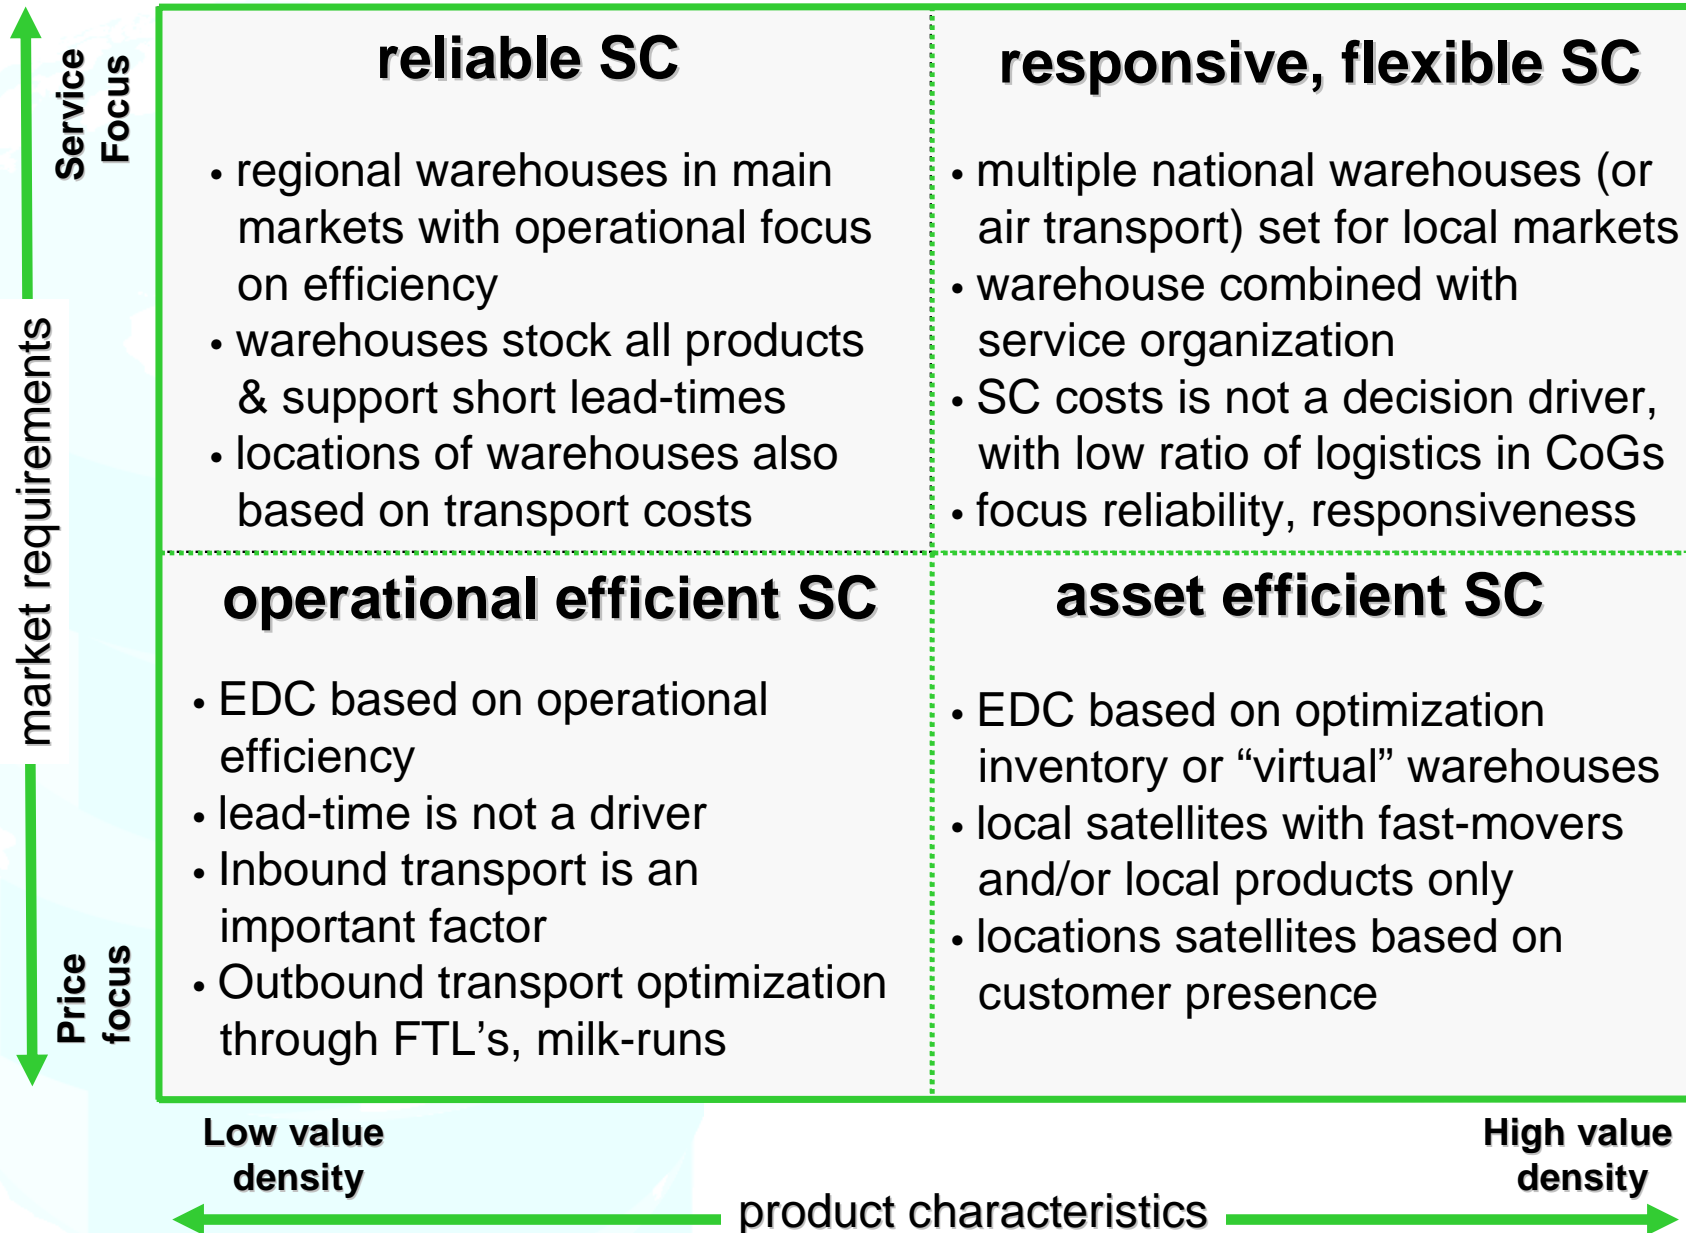 Service
Focus
market requirements
Price
focus
reliable SC
• regional warehouses in main
markets with operational focus
on efficiency
• warehouses stock all products
& support short lead-times
• locations of warehouses also
based on transport costs
responsive, flexible SC
• multiple national warehouses (or
air transport) set for local markets
• warehouse combined with
service organization
• SC costs is not a decision driver,
with low ratio of logistics in CoGs
• focus reliability, responsiveness
operational efficient SC
• EDC based on operational
efficiency
• lead-time is not a driver
• Inbound transport is an
important factor
• Outbound transport optimization
through FTL’s, milk-runs
asset efficient SC
• EDC based on optimization
inventory or “virtual” warehouses
• local satellites with fast-movers
and/or local products only
• locations satellites based on
customer presence
Low value
density
product characteristics
High value
density